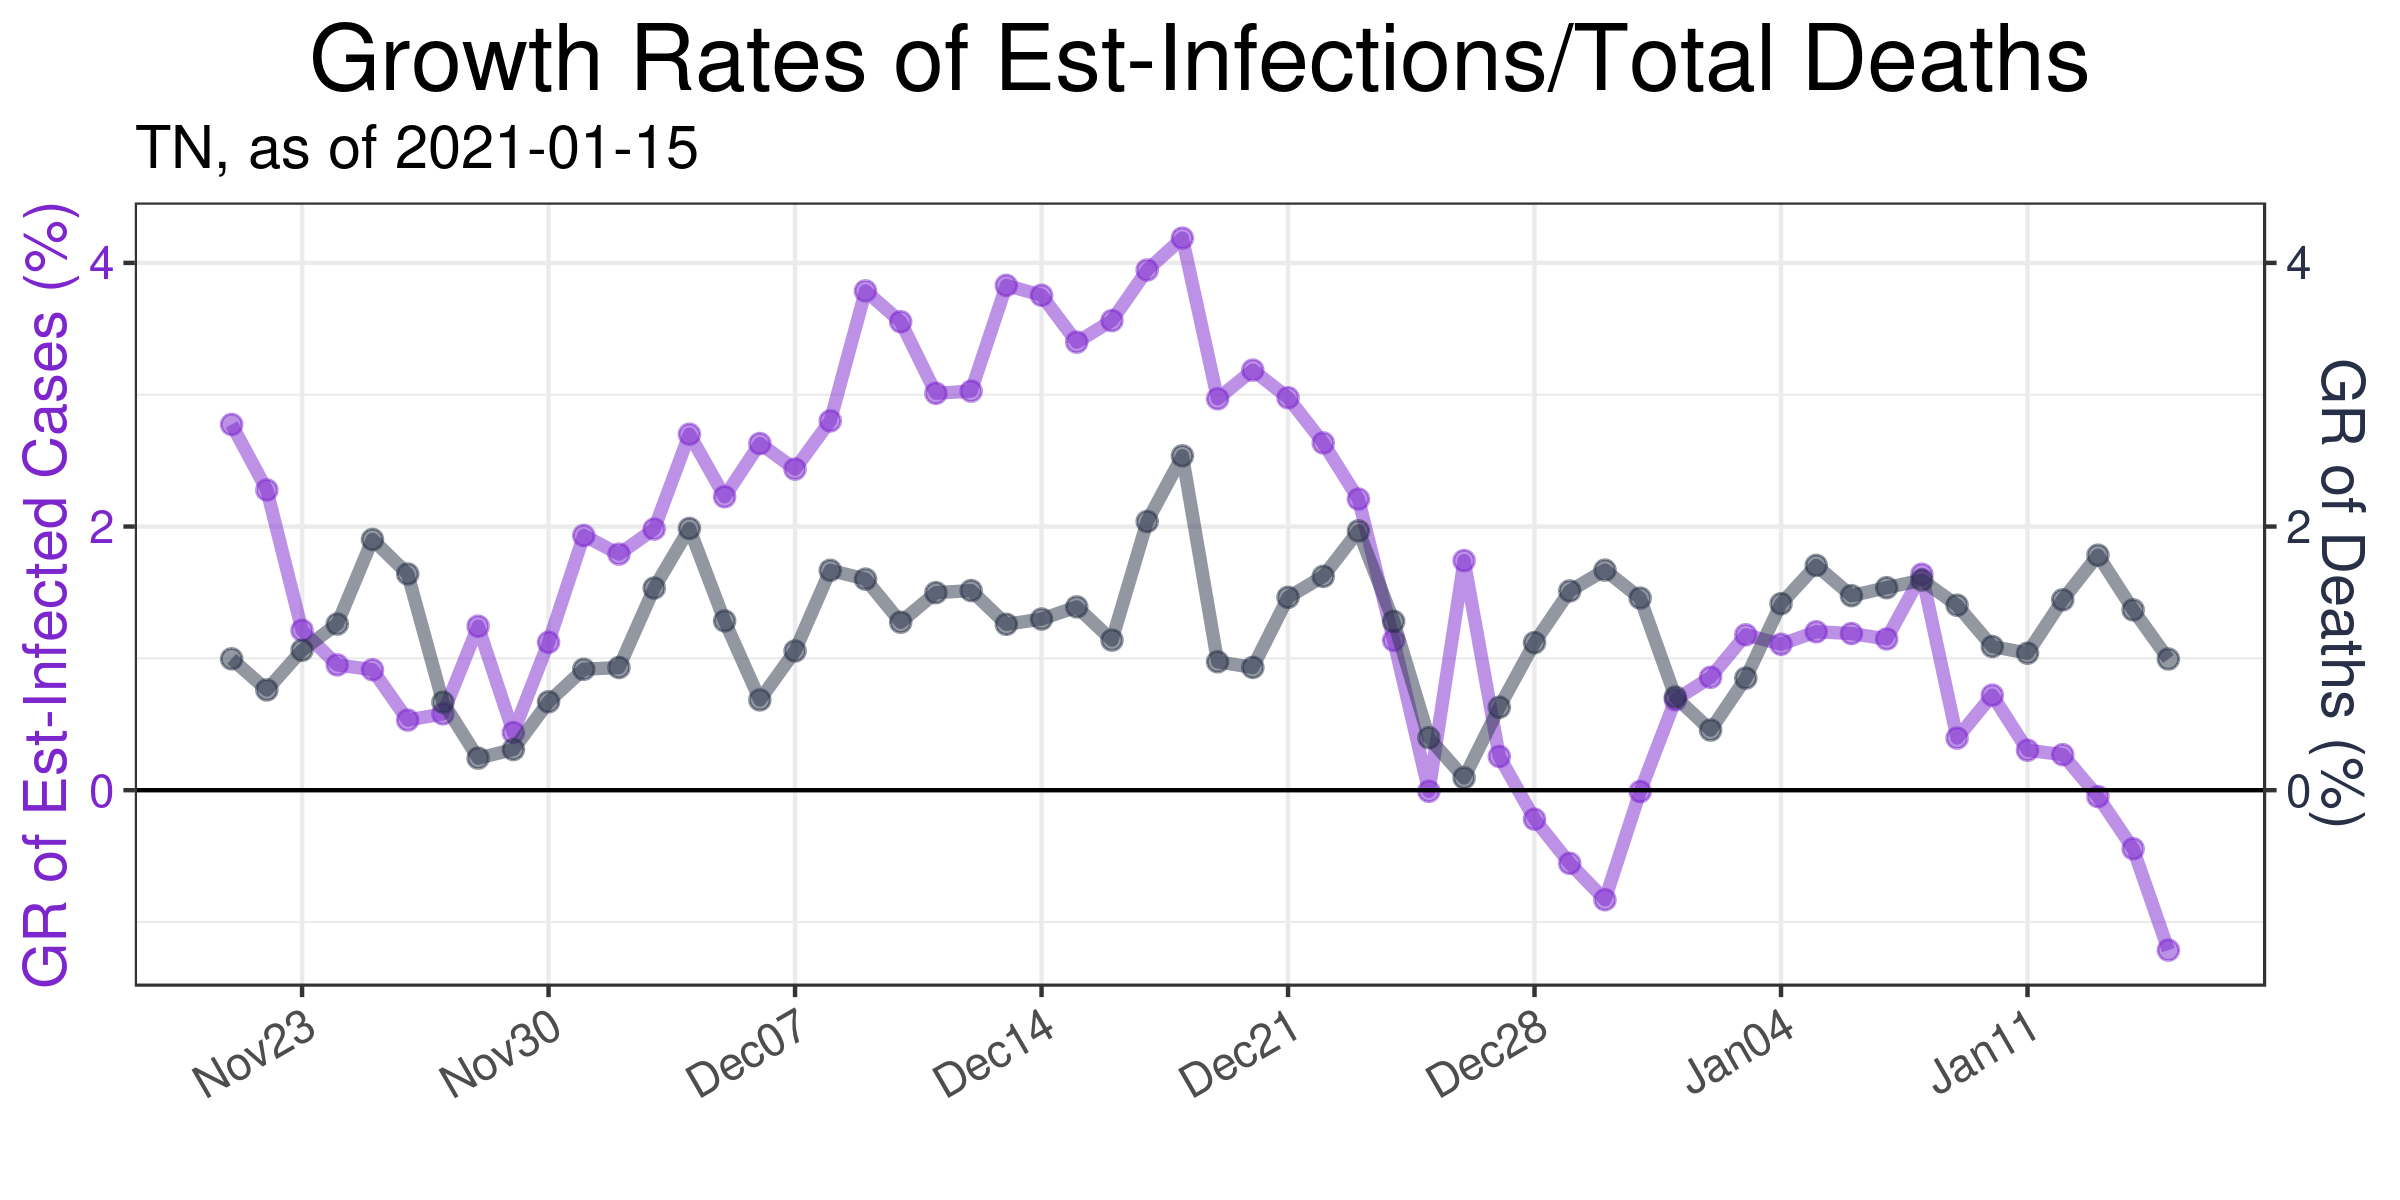 Growth Rates of Est-Infections/Total Deaths
TN, as of 2021-01-15
GR of Est-Infected Cases (%)
4
2
0
4
2
0
GR of Deaths (%)
Nov23
Nov30
Dec07
Dec14
Dec21
Dec28
Jan04
Jan11